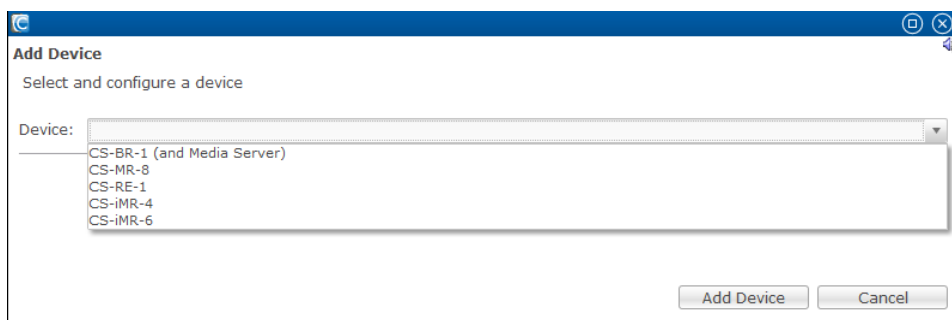 Add Device
Select and configure a device
Device:
CS-BR-1 (and Media Server)
CS-MR-8
CS-RE-1
CS-iMR-4
CS-iMR-6
Add Device Cancel